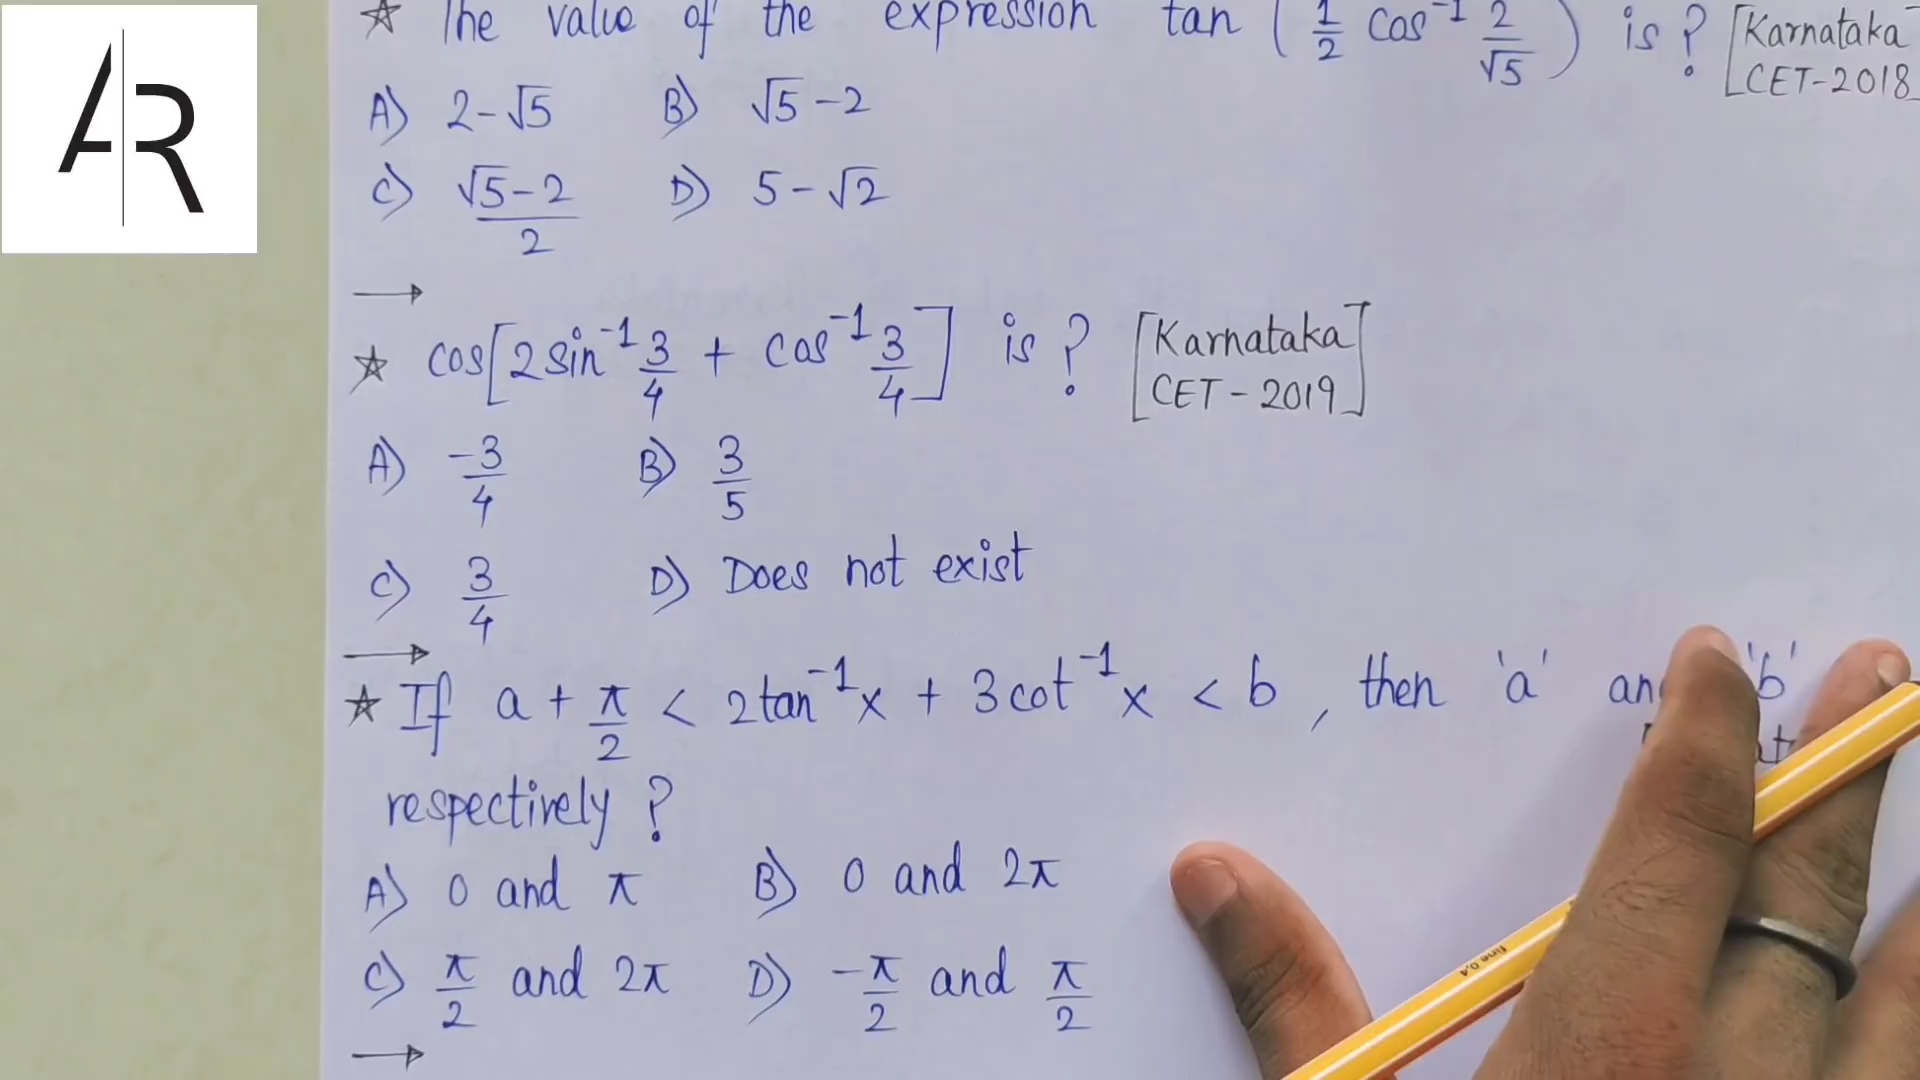 AR
☆ The value of the expression tan (1/2 cos⁻¹ 2/√5) is? [Karnataka CET-2018]
A) 2-√5 B) √5-2
C) (√5-2)/2 D) 5-√2
→
☆ cos[2sin⁻¹ 3/4 + cos⁻¹ 3/4] is? [Karnataka CET-2019]
A) -3/4 B) 3/5
C) 3/4 D) Does not exist
→
☆ If a + π/2 < 2tan⁻¹x + 3cot⁻¹x < b, then 'a' 'b'
respectively?
A) 0 and π B) 0 and 2π
C) π/2 and 2π D) -π/2 and π/2
→
fine 0,4